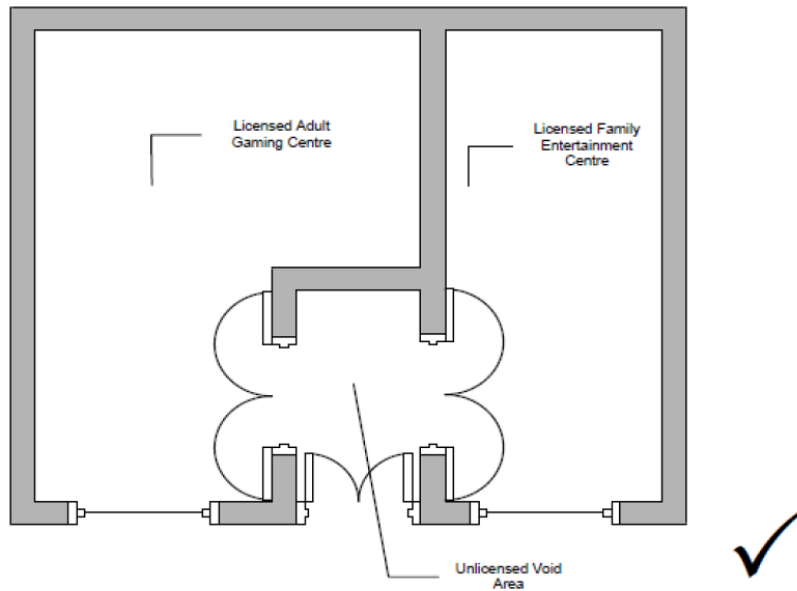 Licensed Adult
Gaming Centre
Licensed Family
Entertainment
Centre
Unlicensed Void
Area